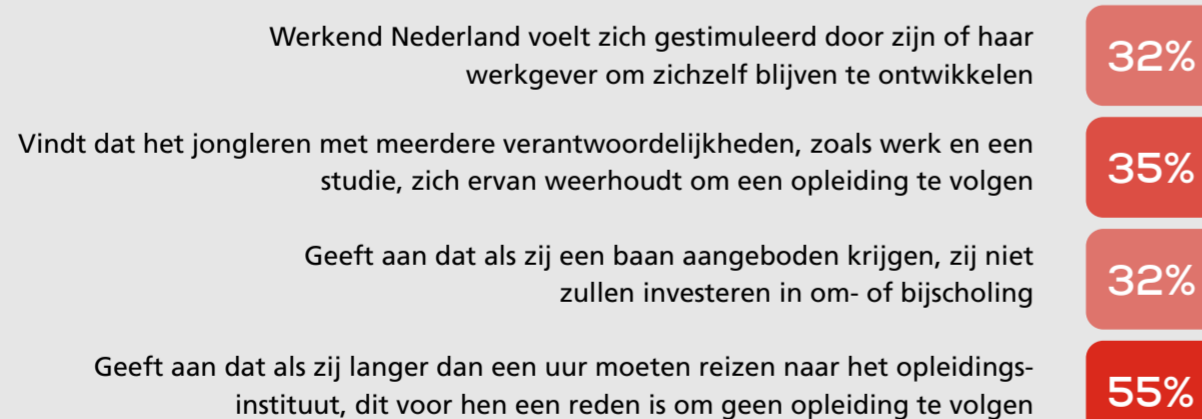 Werkend Nederland voelt zich gestimuleerd door zijn of haar
werkgever om zichzelf blijven te ontwikkelen
32%
Vindt dat het jongleren met meerdere verantwoordelijkheden, zoals werk en een
studie, zich ervan weerhoudt om een opleiding te volgen
35%
Geeft aan dat als zij een baan aangeboden krijgen, zij niet
zullen investeren in om- of bijscholing
32%
Geeft aan dat als zij langer dan een uur moeten reizen naar het opleidings-
instituut, dit voor hen een reden is om geen opleiding te volgen
55%